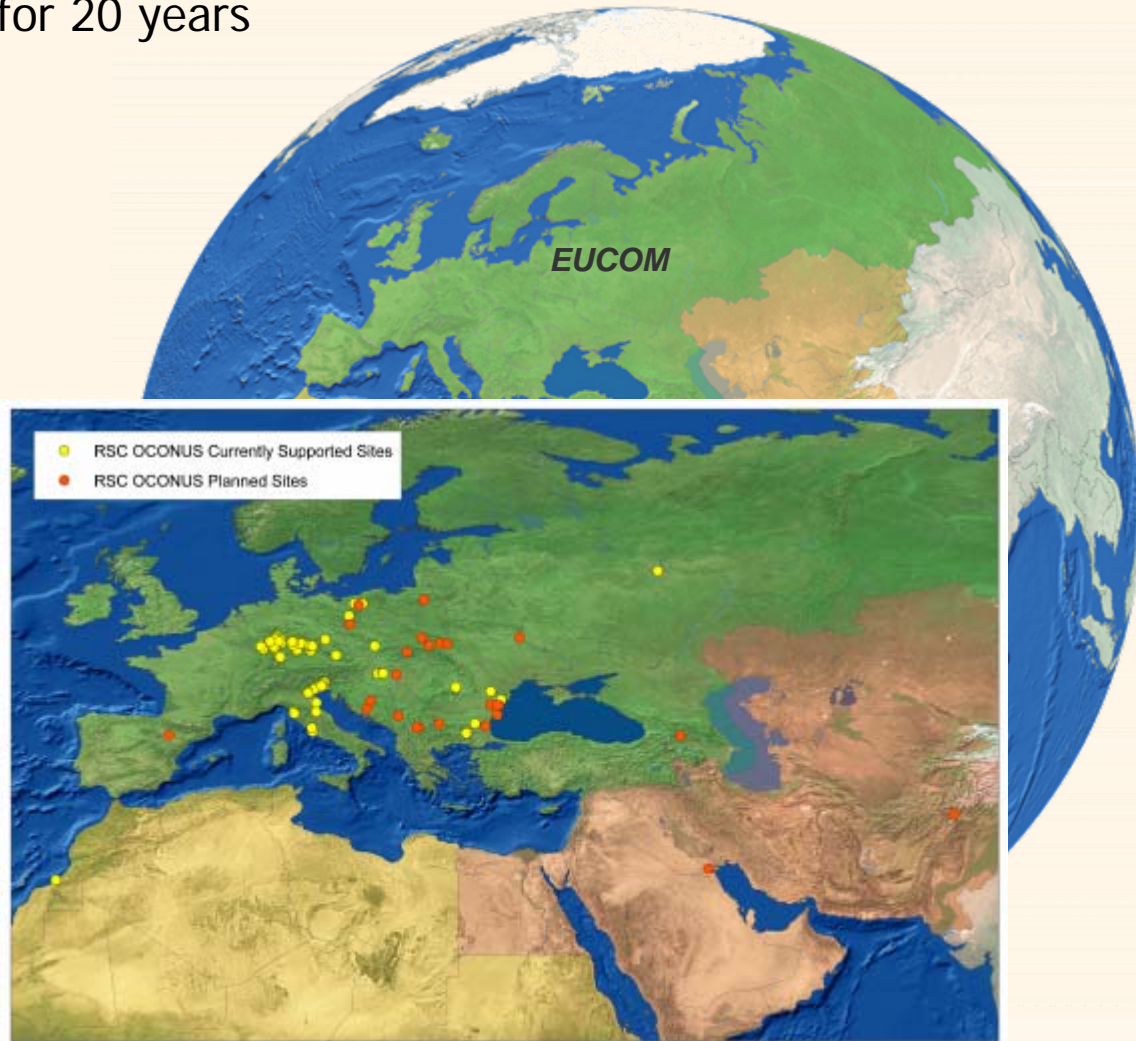 for 20 years
EUCOM
RSC OCONUS Currently Supported Sites
RSC OCONUS Planned Sites